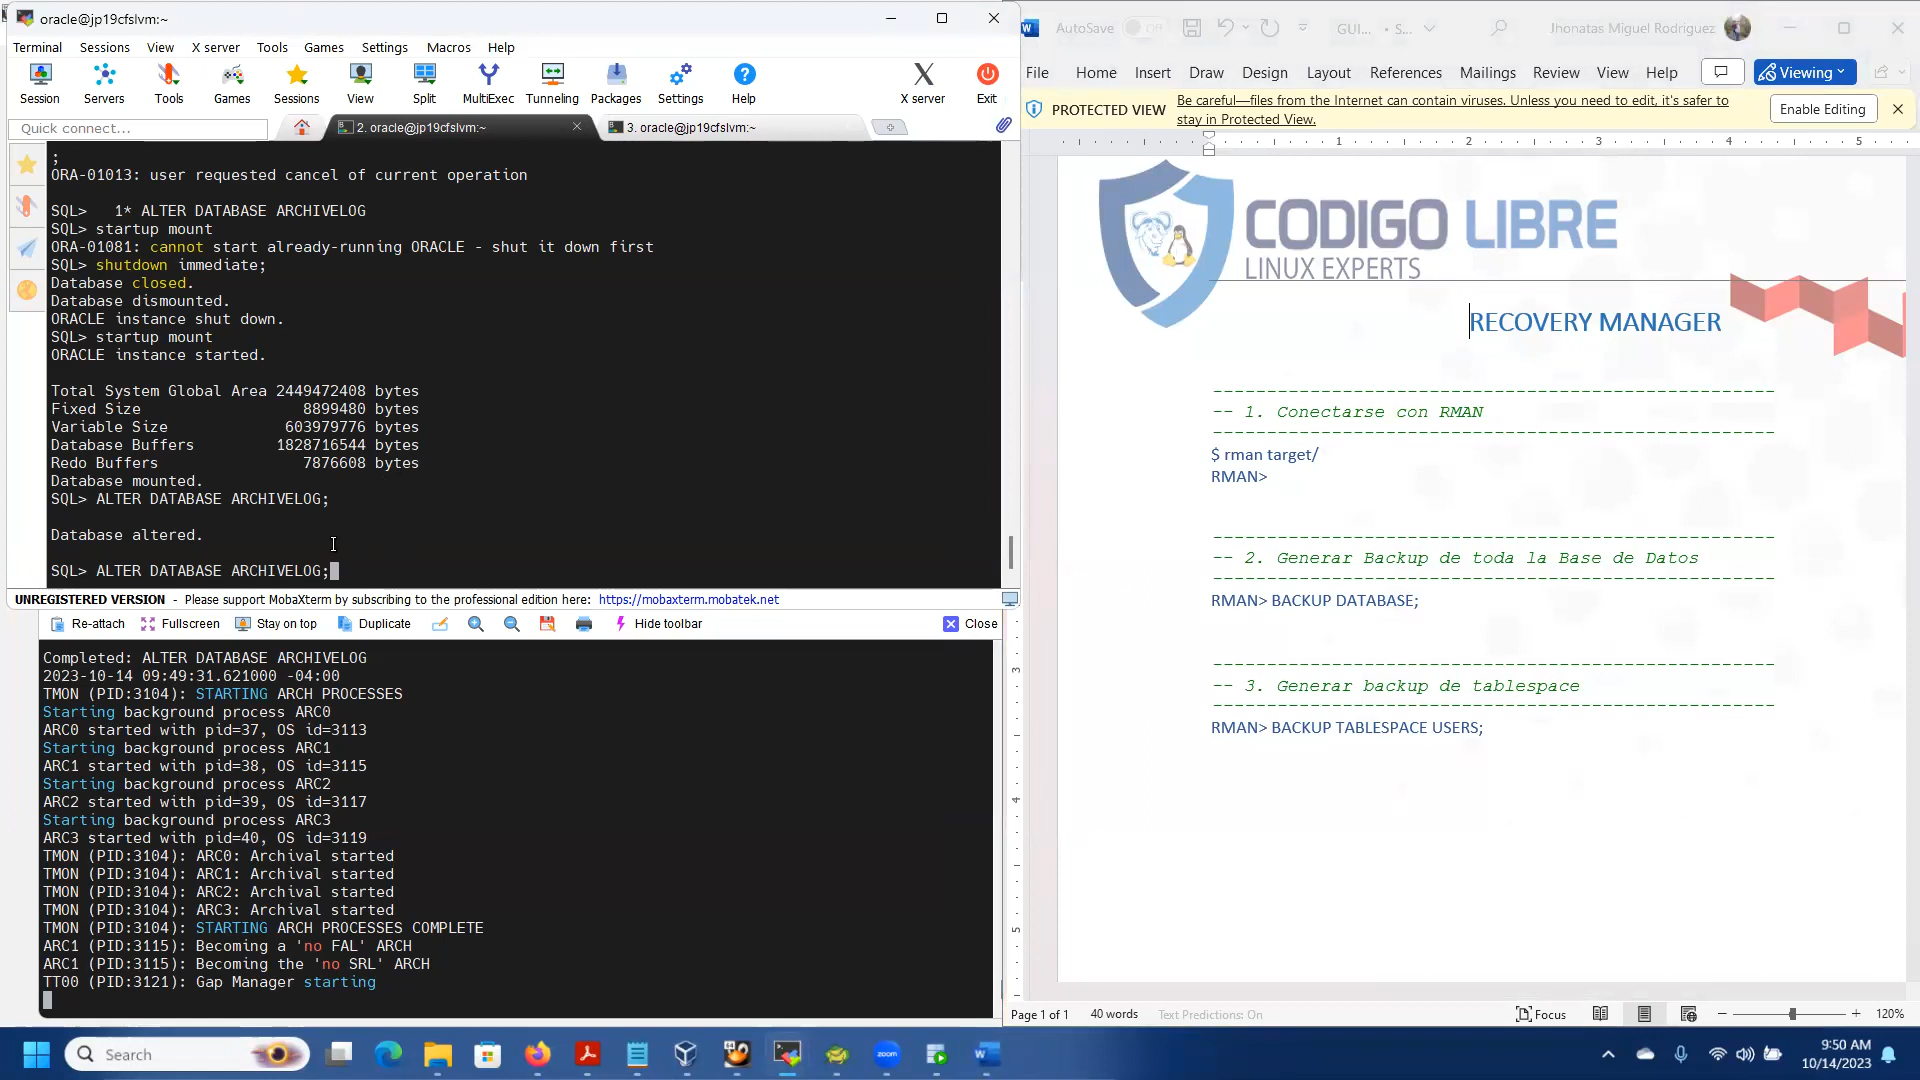 oracle@jp19cfslvm:~
Terminal Sessions View X server Tools Games Settings Macros Help
Session Servers Tools Games Sessions View Split MultiExec Tunneling Packages Settings Help X server Exit
Quick connect...
2. oracle@jp19cfslvm:~
3. oracle@jp19cfslvm:~
;
ORA-01013: user requested cancel of current operation
SQL>   1* ALTER DATABASE ARCHIVELOG
SQL> startup mount
ORA-01081: cannot start already-running ORACLE - shut it down first
SQL> shutdown immediate;
Database closed.
Database dismounted.
ORACLE instance shut down.
SQL> startup mount
ORACLE instance started.
Total System Global Area 2449472408 bytes
Fixed Size 8899480 bytes
Variable Size 603979776 bytes
Database Buffers 1828716544 bytes
Redo Buffers 7876608 bytes
Database mounted.
SQL> ALTER DATABASE ARCHIVELOG;
Database altered.
SQL> ALTER DATABASE ARCHIVELOG;
UNREGISTERED VERSION - Please support MobaXterm by subscribing to the professional edition here: https://mobaxterm.mobatek.net
Re-attach Fullscreen Stay on top Duplicate Hide toolbar Close
Completed: ALTER DATABASE ARCHIVELOG
2023-10-14 09:49:31.621000 -04:00
TMON (PID:3104): STARTING ARCH PROCESSES
Starting background process ARC0
ARC0 started with pid=37, OS id=3113
Starting background process ARC1
ARC1 started with pid=38, OS id=3115
Starting background process ARC2
ARC2 started with pid=39, OS id=3117
Starting background process ARC3
ARC3 started with pid=40, OS id=3119
TMON (PID:3104): ARC0: Archival started
TMON (PID:3104): ARC1: Archival started
TMON (PID:3104): ARC2: Archival started
TMON (PID:3104): ARC3: Archival started
TMON (PID:3104): STARTING ARCH PROCESSES COMPLETE
ARC1 (PID:3115): Becoming a 'no FAL' ARCH
ARC1 (PID:3115): Becoming the 'no SRL' ARCH
TT00 (PID:3121): Gap Manager starting
AutoSave Off GUI... • S... Jhonatas Miguel Rodriguez
File Home Insert Draw Design Layout References Mailings Review View Help Viewing
PROTECTED VIEW Be careful—files from the Internet can contain viruses. Unless you need to edit, it's safer to stay in Protected View. Enable Editing
1 2 3 4 5
CODIGO LIBRE
LINUX EXPERTS
RECOVERY MANAGER
-- 1. Conectarse con RMAN
$ rman target/
RMAN>
-- 2. Generar Backup de toda la Base de Datos
RMAN> BACKUP DATABASE;
-- 3. Generar backup de tablespace
RMAN> BACKUP TABLESPACE USERS;
3
4
5
Page 1 of 1 40 words Text Predictions: On Focus 120%
Search
zoom
9:50 AM
10/14/2023